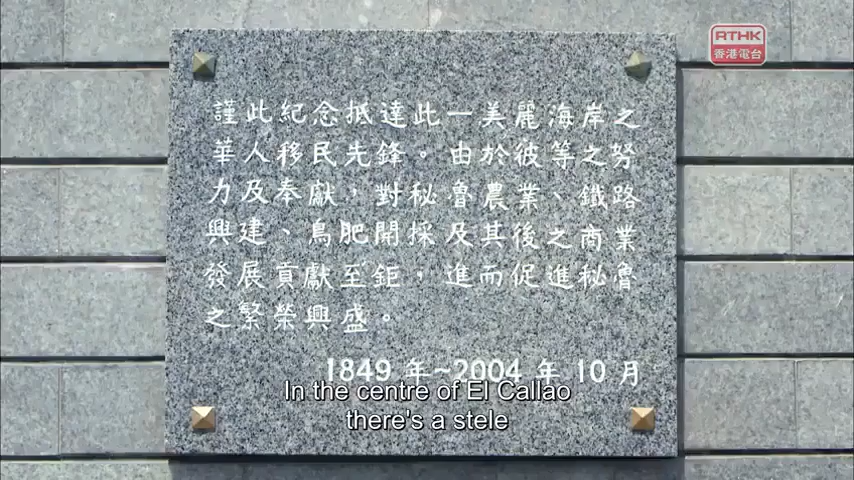 RTHK
香港電台
謹此紀念抵達此一美麗海岸之
華人移民先鋒。由於彼等之努
力及奉獻，對秘魯農業、鐵路
興建、鳥肥開採及其後之商業
發展貢獻至鉅，進而促進秘魯
之繁榮興盛。
1849 年~2004 年 10 月
In the centre of El Callao
there's a stele